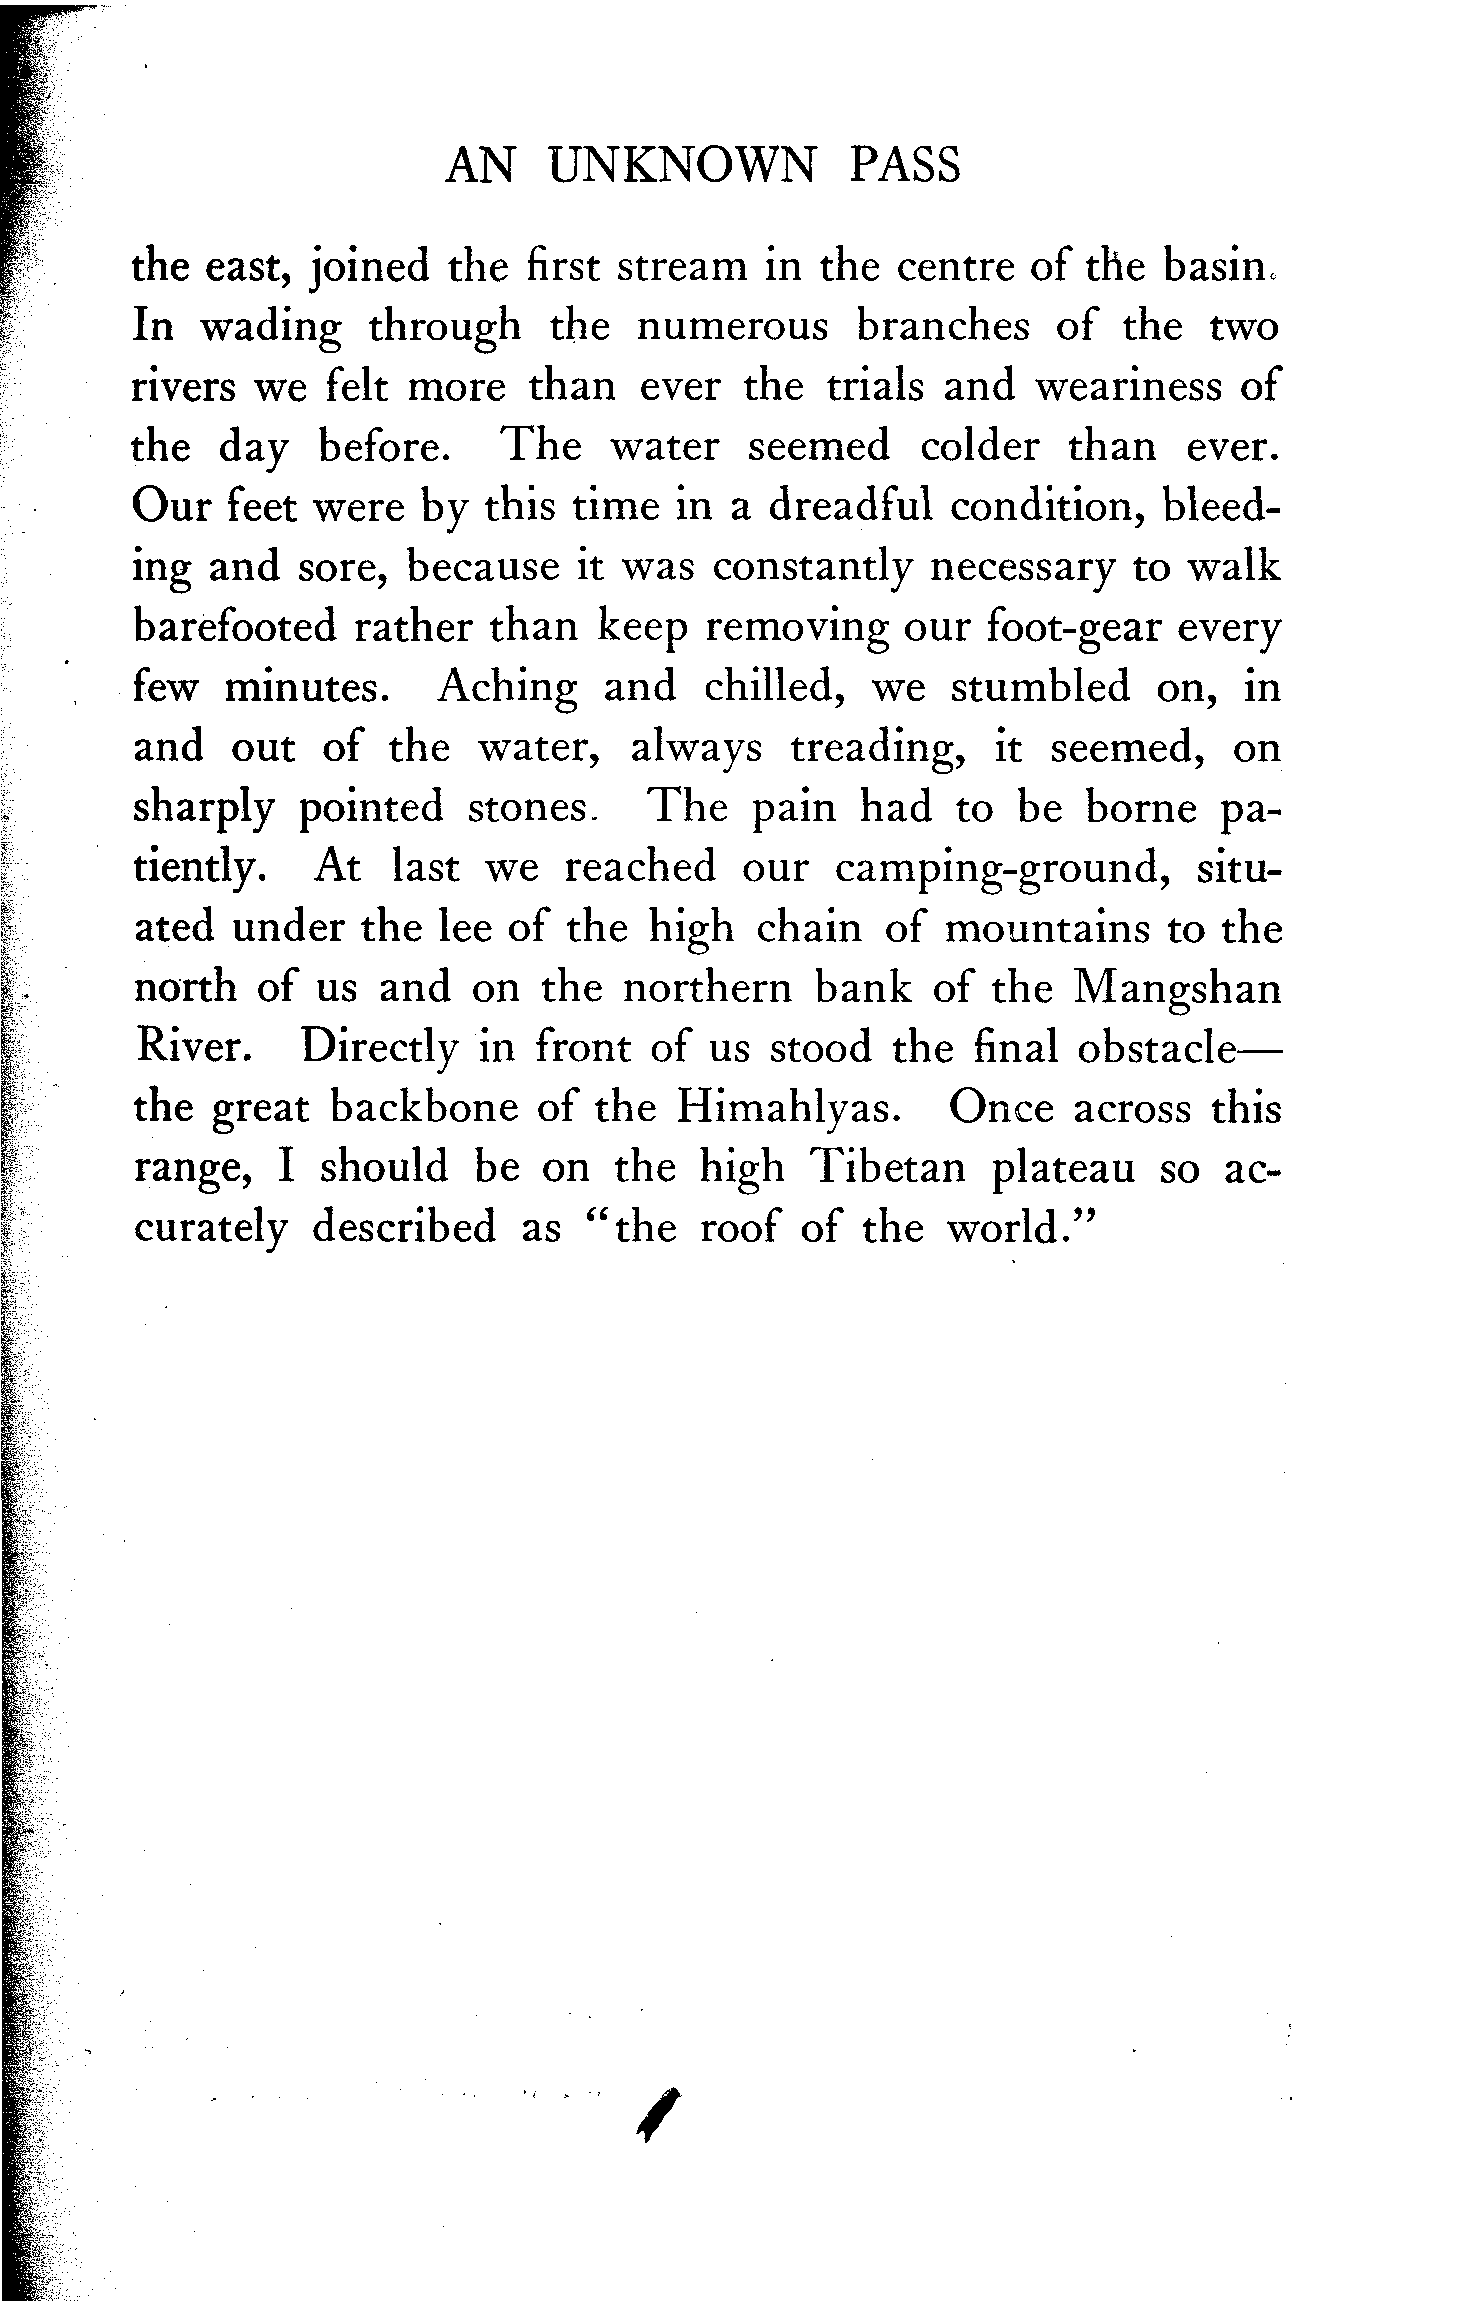 AN UNKNOWN PASS
the east, joined the first stream in the centre of the basin.
In wading through the numerous branches of the two
rivers we felt more than ever the trials and weariness of
the day before. The water seemed colder than ever.
Our feet were by this time in a dreadful condition, bleed-
ing and sore, because it was constantly necessary to walk
barefooted rather than keep removing our foot-gear every
few minutes. Aching and chilled, we stumbled on, in
and out of the water, always treading, it seemed, on
sharply pointed stones. The pain had to be borne pa-
tiently. At last we reached our camping-ground, situ-
ated under the lee of the high chain of mountains to the
north of us and on the northern bank of the Mangshan
River. Directly in front of us stood the final obstacle—
the great backbone of the Himahlyas. Once across this
range, I should be on the high Tibetan plateau so ac-
curately described as “the roof of the world.”